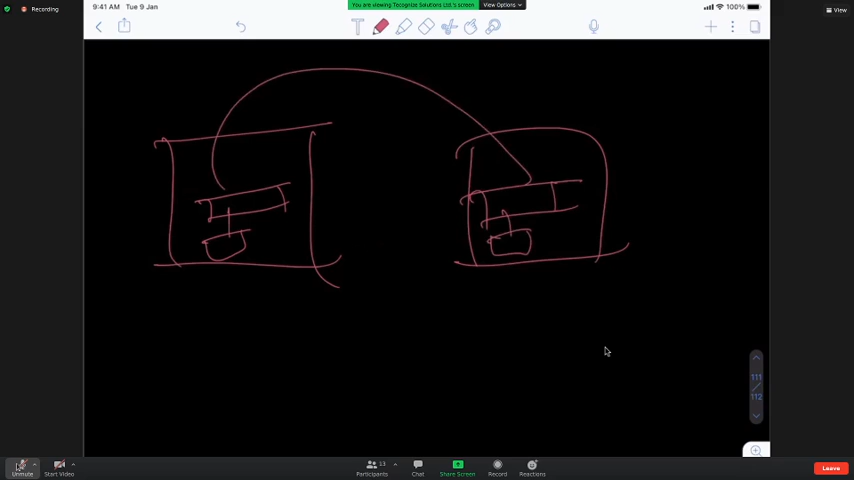 Recording
9:41 AM Tue 9 Jan
You are viewing Tecognize Solutions Ltd.'s screen
View Options
100%
View
T
111
112
Unmute
Start Video
Participants
13
Chat
Share Screen
Record
Reactions
Leave